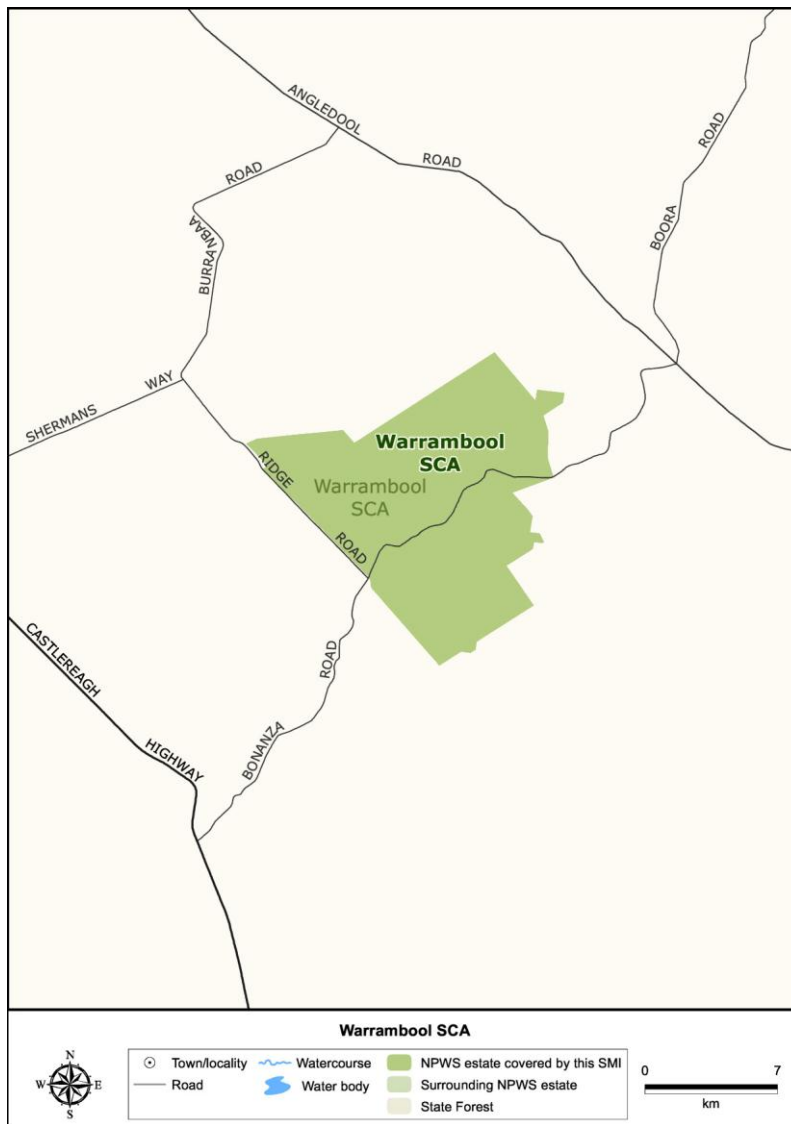 ANGLEDOOL
ROAD
ROAD
BURRA
NBAA
BOORA
ROAD
SHERMANS
WAY
Warrambool
SCA
Warrambool
SCA
RIDGE
ROAD
CASTLEREAGH
HIGHWAY
BONANZA
ROAD
Warrambool SCA
N
W E
S
Town/locality
Road
Watercourse
Water body
NPWS estate covered by this SMI
Surrounding NPWS estate
State Forest
0 7
km